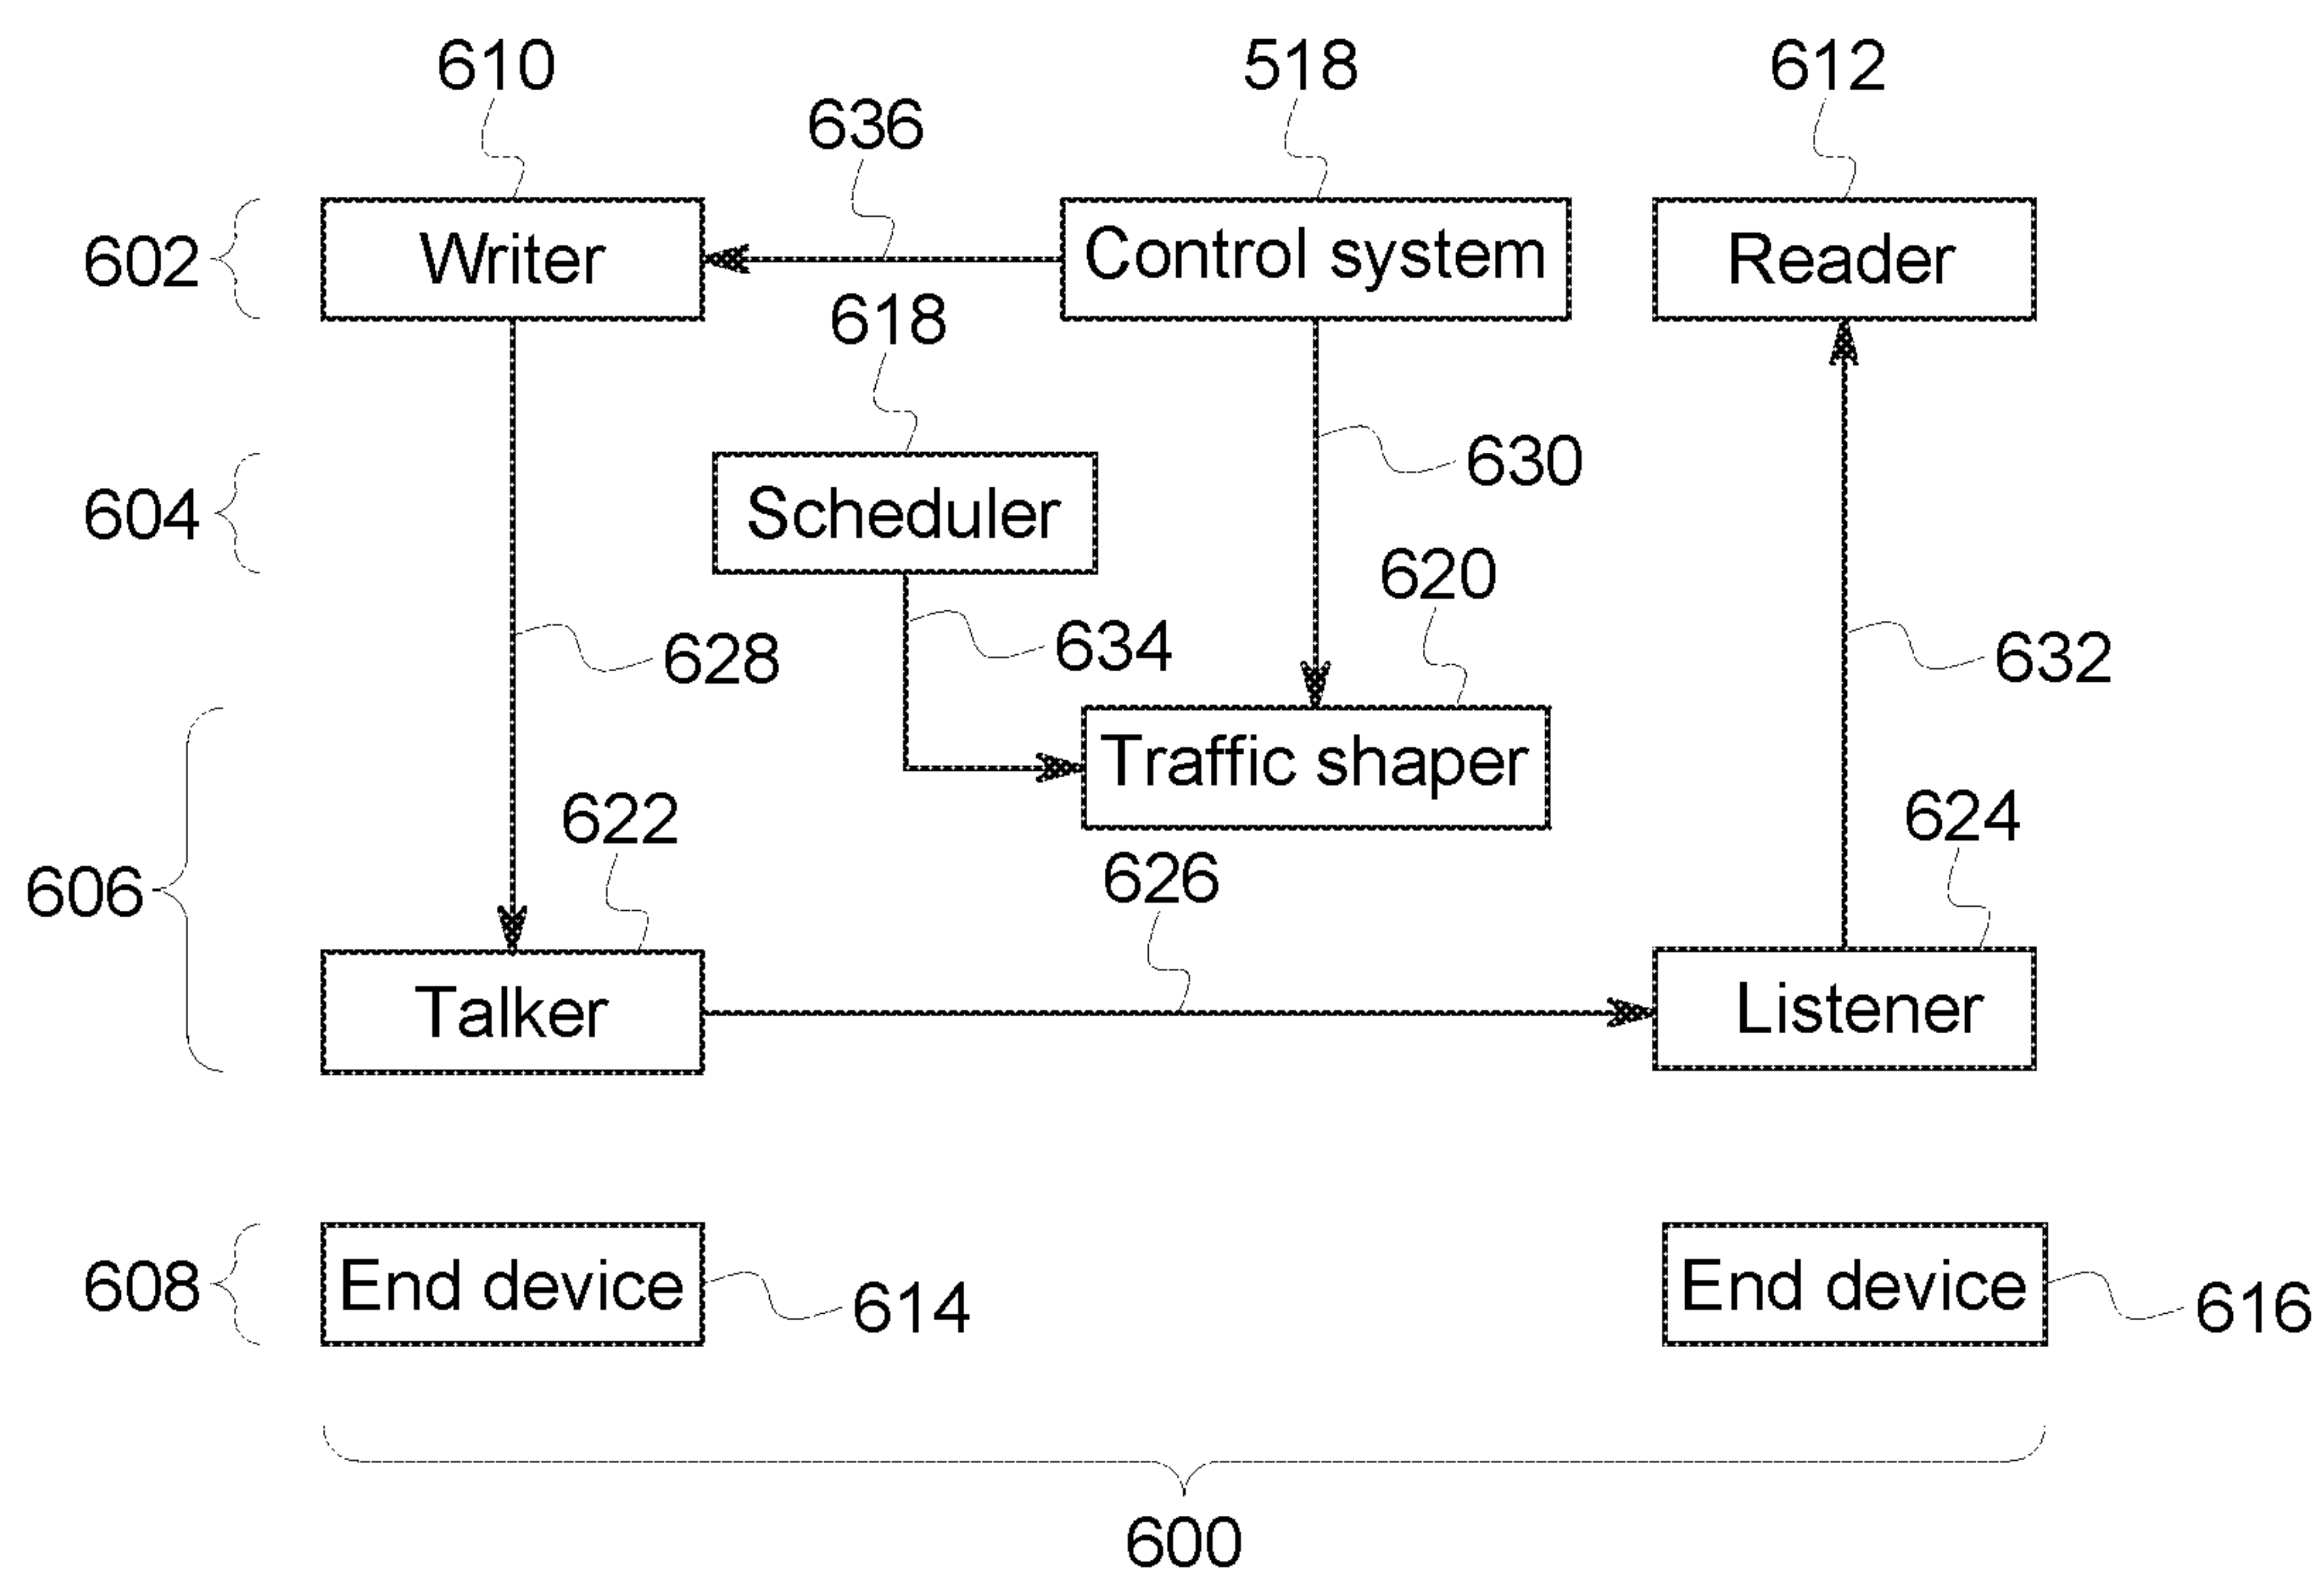 610
518
612
636
602
Writer
Control system
Reader
618
630
604
Scheduler
620
634
628
632
Traffic shaper
622
624
606
626
Talker
Listener
608
End device
614
End device
616
600